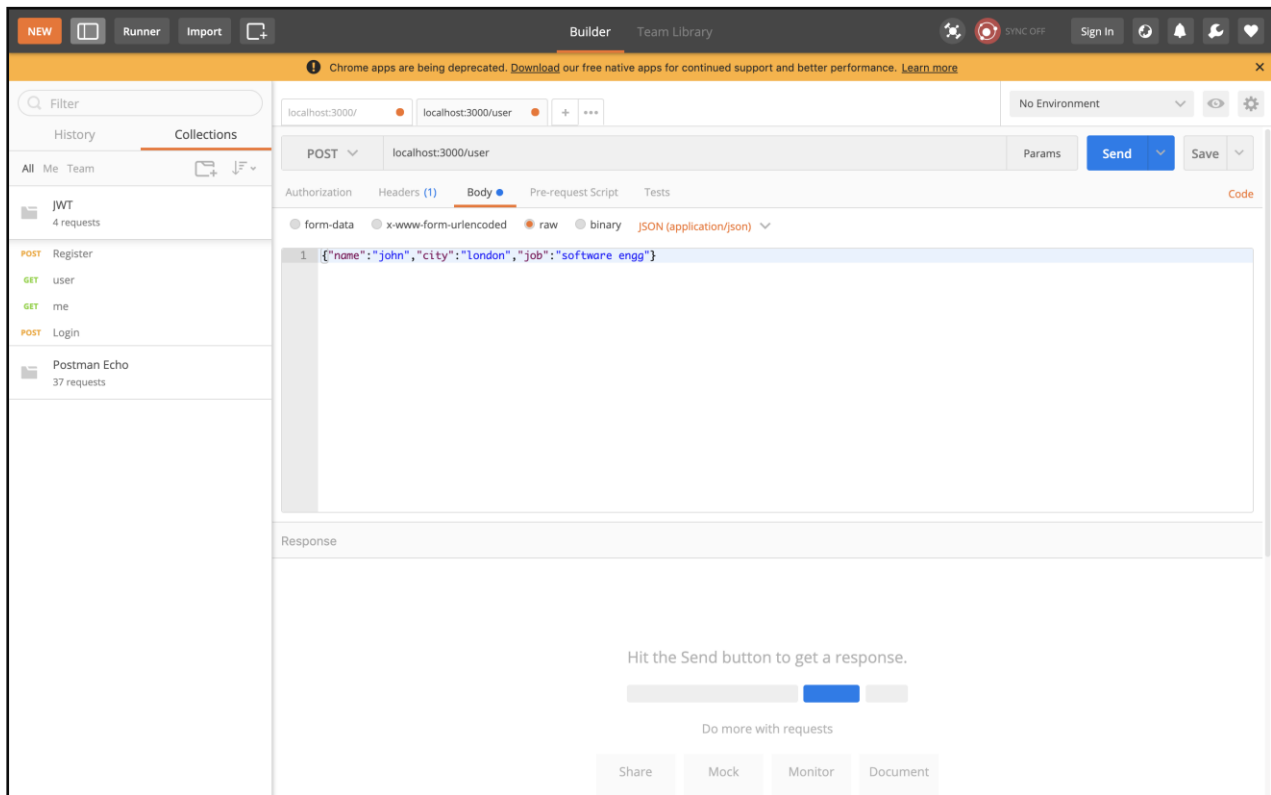 NEW Runner Import Builder Team Library SYNC OFF Sign In
Chrome apps are being deprecated. Download our free native apps for continued support and better performance. Learn more
Filter
History Collections
All Me Team
JWT
4 requests
POST Register
GET user
GET me
POST Login
Postman Echo
37 requests
localhost:3000/ localhost:3000/user + •••
No Environment
POST localhost:3000/user Params Send Save
Authorization Headers (1) Body Pre-request Script Tests Code
form-data x-www-form-urlencoded raw binary JSON (application/json)
1 {"name":"john","city":"london","job":"software engg"}
Response
Hit the Send button to get a response.
Do more with requests
Share Mock Monitor Document